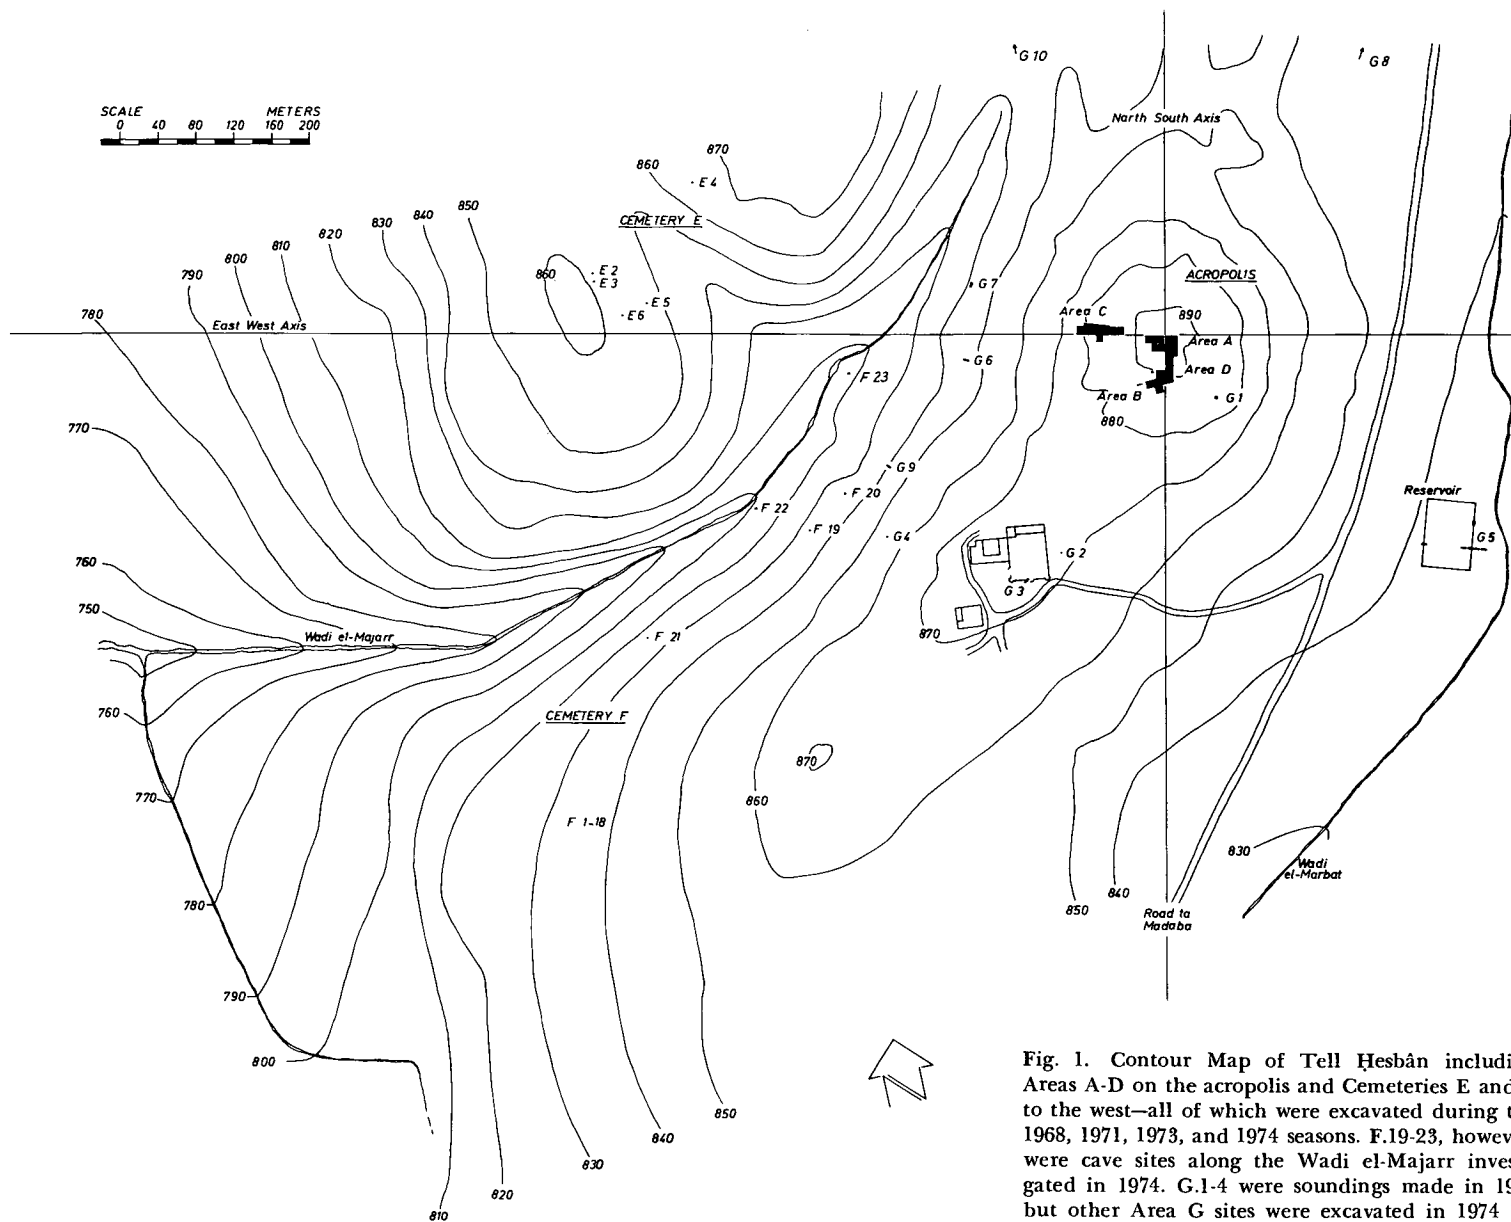 G 10
G 8
SCALE METERS
0 40 80 120 160 200
North South Axis
870
860
E 4
850
840
830
820
810
800
790
780
CEMETERY E
860
E 2
E 3
E 5
E 6
G 7
ACROPOLIS
East West Axis
Area C
890
Area A
G 6
Area D
F 23
Area B
G 1
880
770
G 9
F 20
Reservoir
F 22
F 19
G 4
G 5
G 2
760
G 3
750
Wadi el-Majarr
F 21
870
760
CEMETERY F
870
770
860
F 1-18
830
Wadi
el-Marbat
840
850
780
Road to
Madaba
790
800
850
840
830
820
810
Fig. 1. Contour Map of Tell Ḥesbân
Areas A-D on the acropolis and Cemeteries E and
to the west—all of which were excavated during
1968, 1971, 1973, and 1974 seasons. F.19-23,
were cave sites along the Wadi el-Majarr
gated in 1974. G.1-4 were soundings made in
but other Area G sites were excavated in 1974